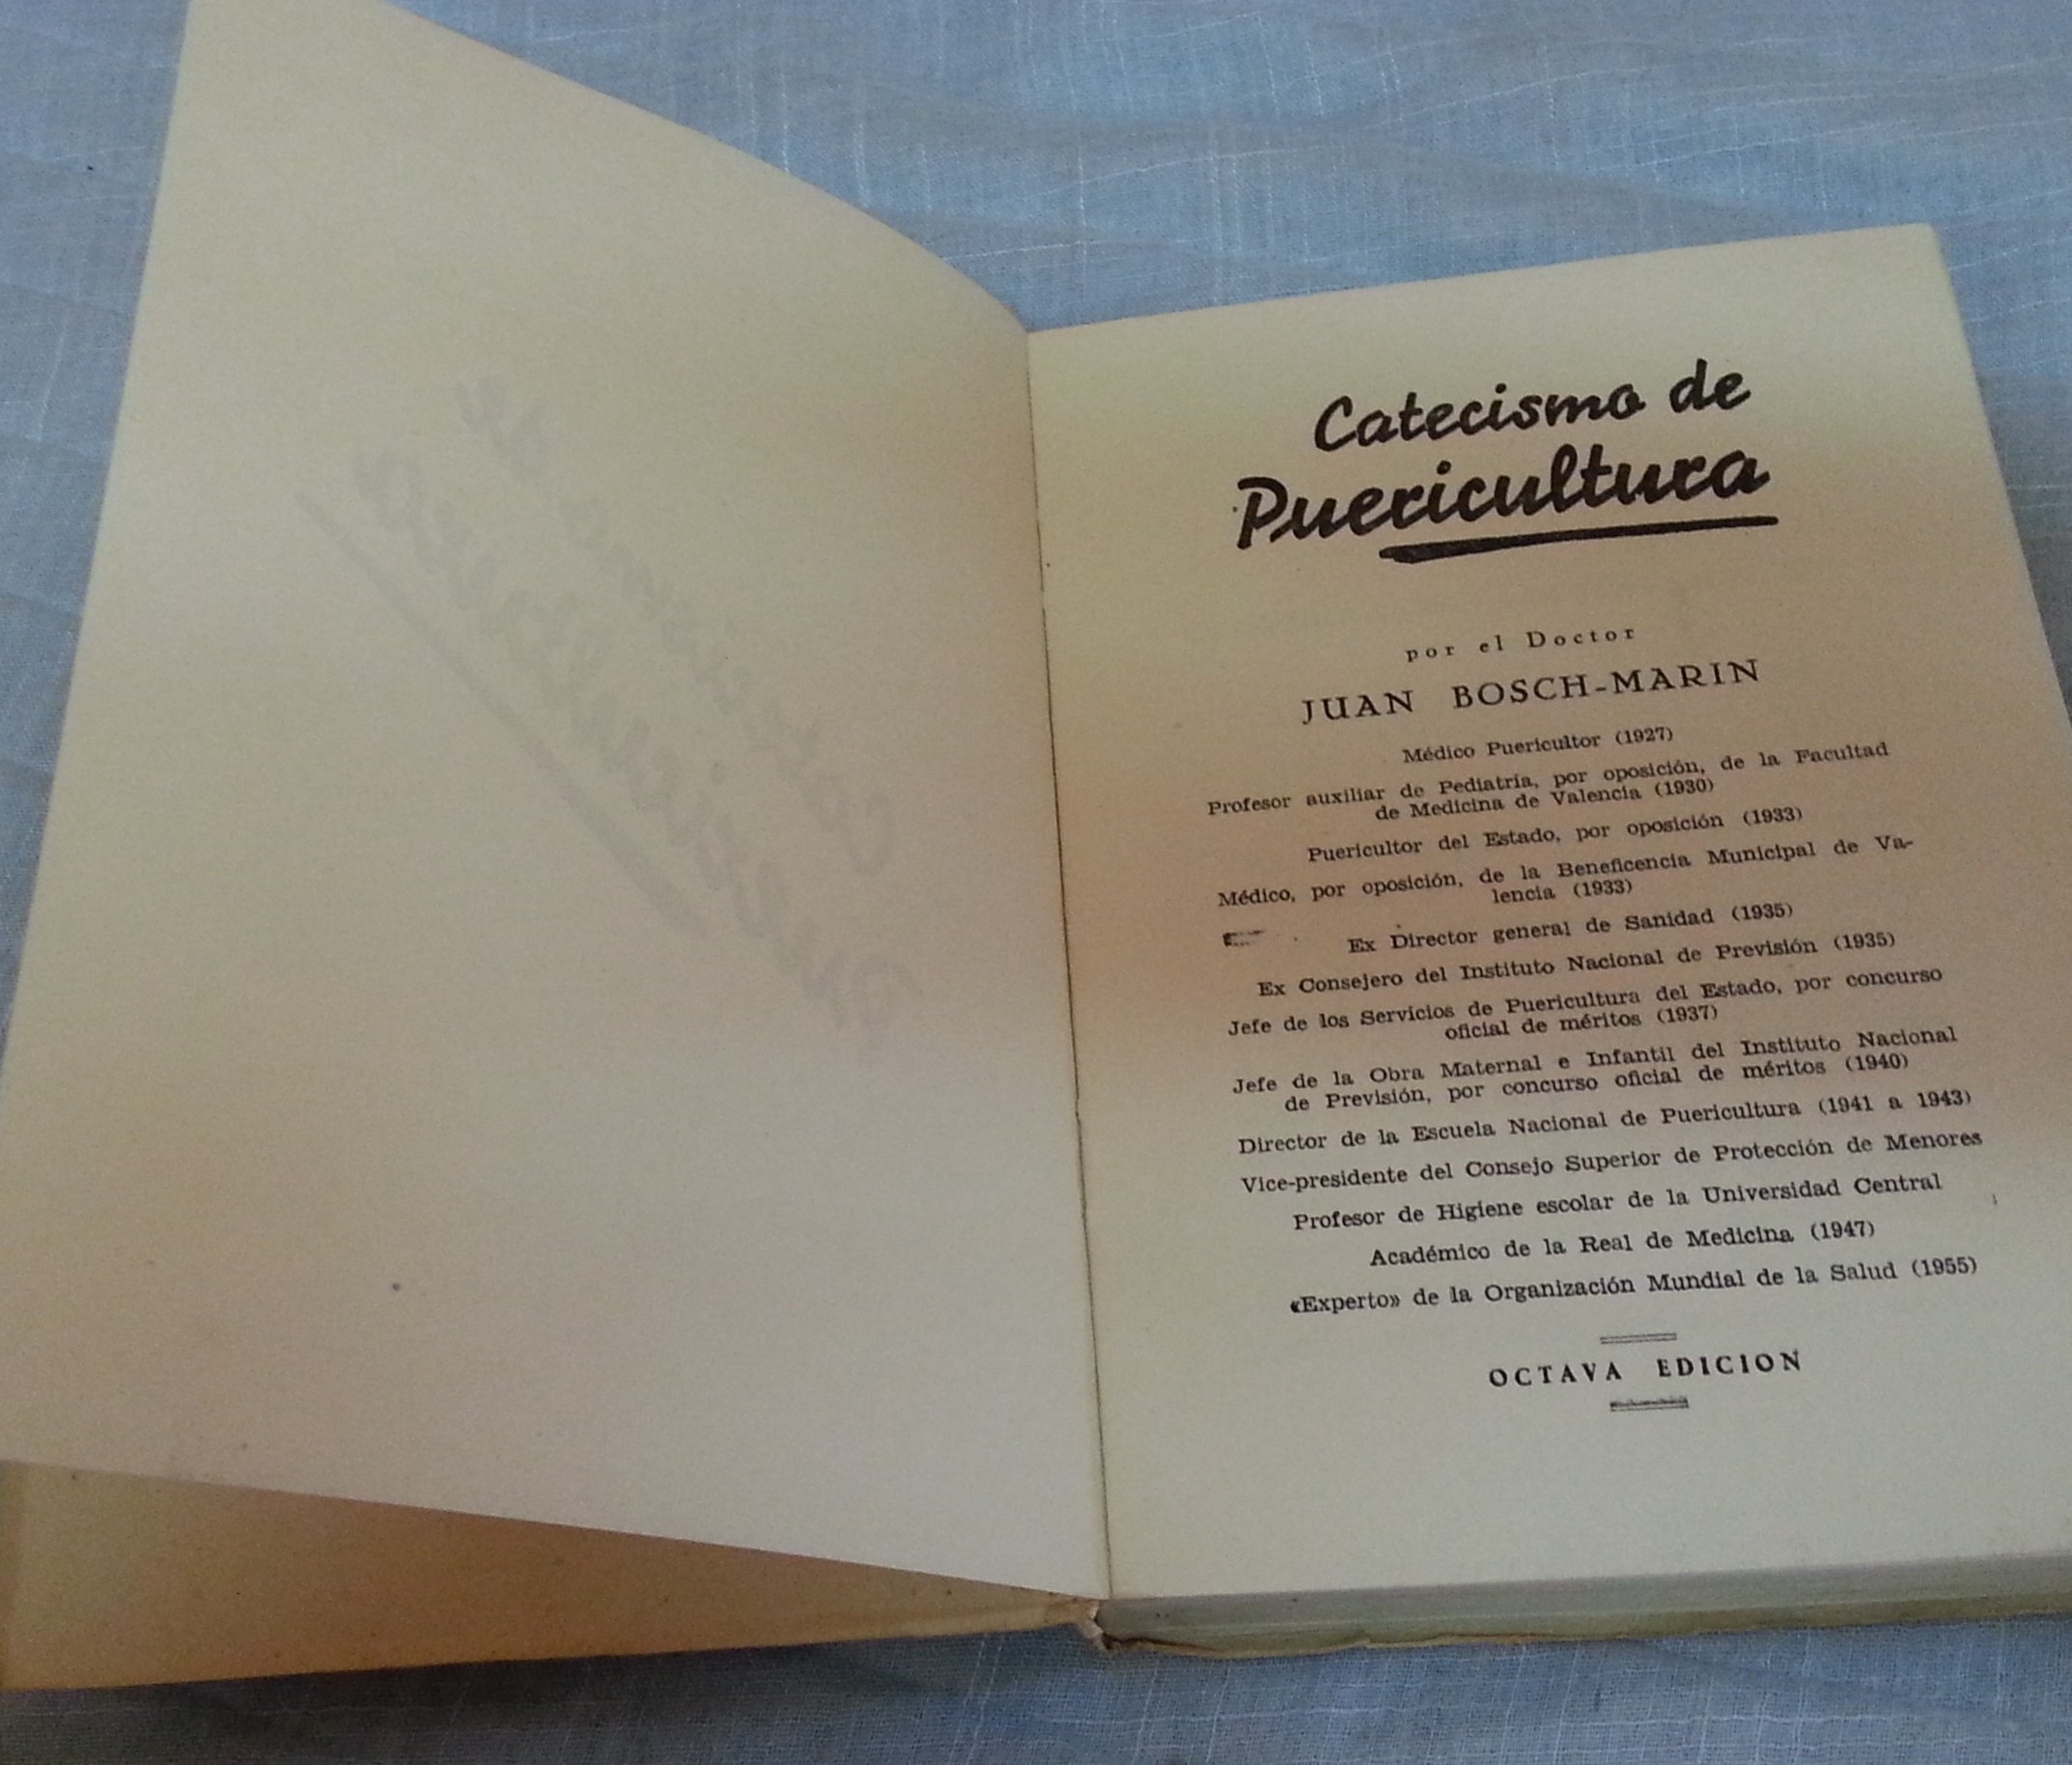 Catecismo de
Puericultura
por el Doctor
JUAN BOSCH-MARIN
Médico Puericultor (1927)
Profesor auxiliar de Pediatría, por oposición, de la Facultad
de Medicina de Valencia (1930)
Puericultor del Estado, por oposición (1933)
Médico, por oposición, de la Beneficencia Municipal de Va-
lencia (1933)
Ex Director general de Sanidad (1935)
Ex Consejero del Instituto Nacional de Previsión (1935)
Jefe de los Servicios de Puericultura del Estado, por concurso
oficial de méritos (1937)
Jefe de la Obra Maternal e Infantil del Instituto Nacional
de Previsión, por concurso oficial de méritos (1940)
Director de la Escuela Nacional de Puericultura (1941 a 1943)
Vice-presidente del Consejo Superior de Protección de Menores
Profesor de Higiene escolar de la Universidad Central
Académico de la Real de Medicina (1947)
«Experto» de la Organización Mundial de la Salud (1955)
OCTAVA EDICION